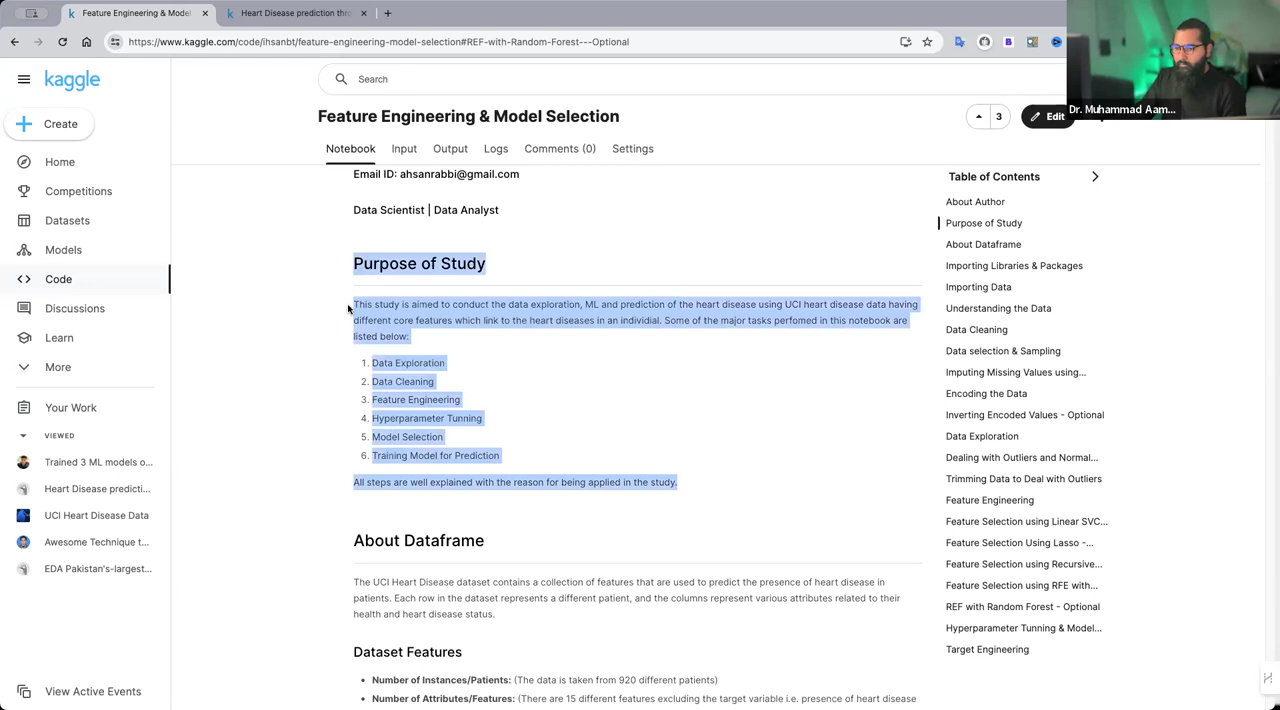 Feature Engineering & Model
Heart Disease prediction thro
https://www.kaggle.com/code/ihsanbt/feature-engineering-model-selection#REF-with-Random-Forest---Optional
Dr. Muhammad Aam...
kaggle
Search
Create
Home
Competitions
Datasets
Models
Code
Discussions
Learn
More
Your Work
VIEWED
Trained 3 ML models o...
Heart Disease predicti...
UCI Heart Disease Data
Awesome Technique t...
EDA Pakistan's-largest...
View Active Events
Feature Engineering & Model Selection
3
Edit
Notebook Input Output Logs Comments (0) Settings
Email ID: ahsanrabbi@gmail.com
Data Scientist | Data Analyst
Purpose of Study
This study is aimed to conduct the data exploration, ML and prediction of the heart disease using UCI heart disease data having
different core features which link to the heart diseases in an individial. Some of the major tasks perfomed in this notebook are
listed below:
1. Data Exploration
2. Data Cleaning
3. Feature Engineering
4. Hyperparameter Tunning
5. Model Selection
6. Training Model for Prediction
All steps are well explained with the reason for being applied in the study.
About Dataframe
The UCI Heart Disease dataset contains a collection of features that are used to predict the presence of heart disease in
patients. Each row in the dataset represents a different patient, and the columns represent various attributes related to their
health and heart disease status.
Dataset Features
• Number of Instances/Patients: (The data is taken from 920 different patients)
• Number of Attributes/Features: (There are 15 different features excluding the target variable i.e. presence of heart disease
Table of Contents
About Author
Purpose of Study
About Dataframe
Importing Libraries & Packages
Importing Data
Understanding the Data
Data Cleaning
Data selection & Sampling
Imputing Missing Values using...
Encoding the Data
Inverting Encoded Values - Optional
Data Exploration
Dealing with Outliers and Normal...
Trimming Data to Deal with Outliers
Feature Engineering
Feature Selection using Linear SVC...
Feature Selection Using Lasso -...
Feature Selection using Recursive...
Feature Selection using RFE with...
REF with Random Forest - Optional
Hyperparameter Tunning & Model...
Target Engineering